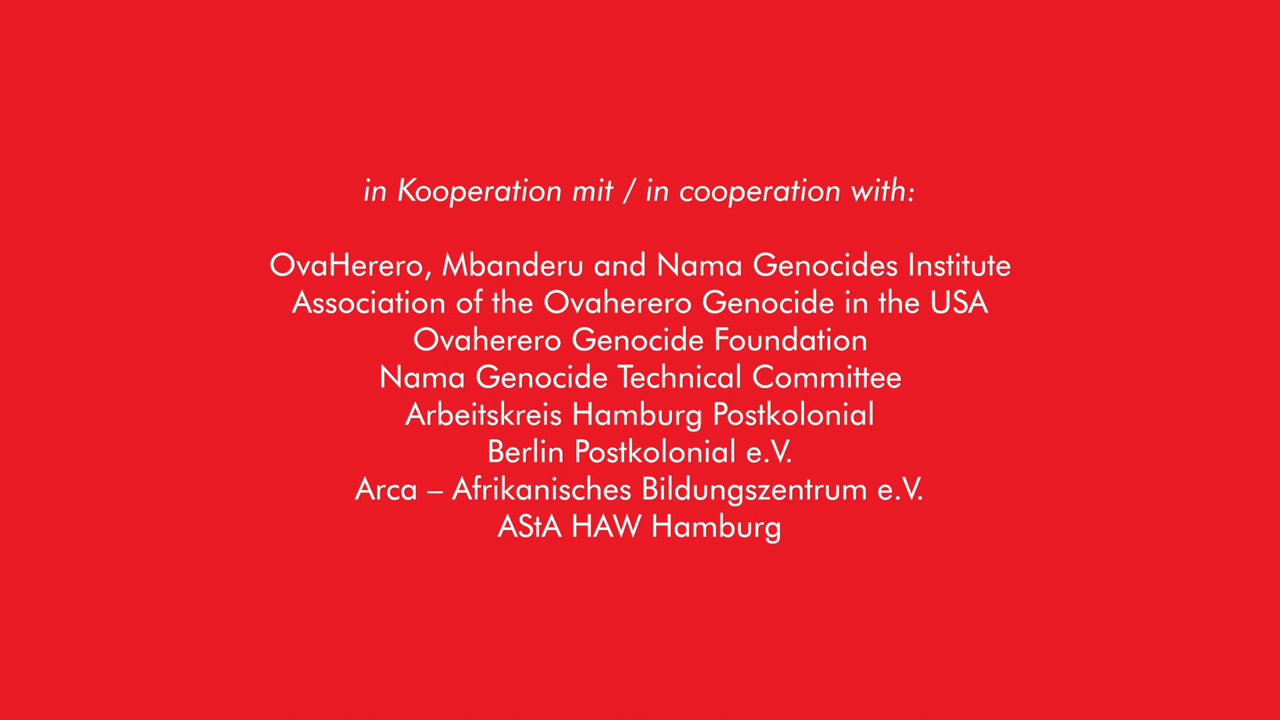 in Kooperation mit / in cooperation with:
OvaHerero, Mbanderu and Nama Genocides Institute
Association of the Ovaherero Genocide in the USA
Ovaherero Genocide Foundation
Nama Genocide Technical Committee
Arbeitskreis Hamburg Postkolonial
Berlin Postkolonial e.V.
Arca – Afrikanisches Bildungszentrum e.V.
AStA HAW Hamburg